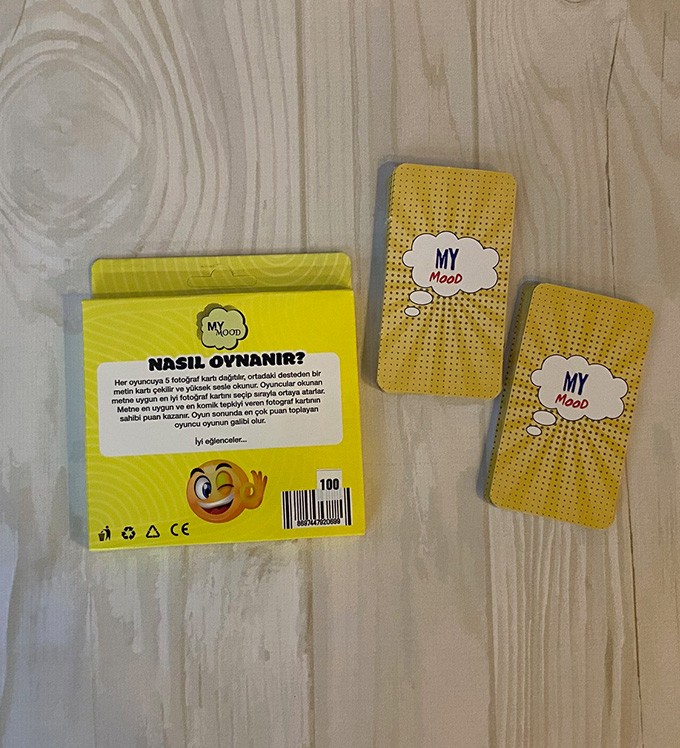 MY
MOOD
NASIL OYNANIR?
Her oyuncuya 5 fotoğraf kartı dağıtılır, ortadaki desteden bir
metin kartı çekilir ve yüksek sesle okunur. Oyuncular okunan
metne uygun en iyi fotoğraf kartını seçip sırayla ortaya atarlar.
Metne en uygun ve en komik tepkiyi veren fotograf kartının
sahibi puan kazanır. Oyun sonunda en çok puan toplayan
oyuncu oyunun galibi olur.
İyi eğlenceler...
100
8697447920699
CE
MY
MOOD
MY
MOOD